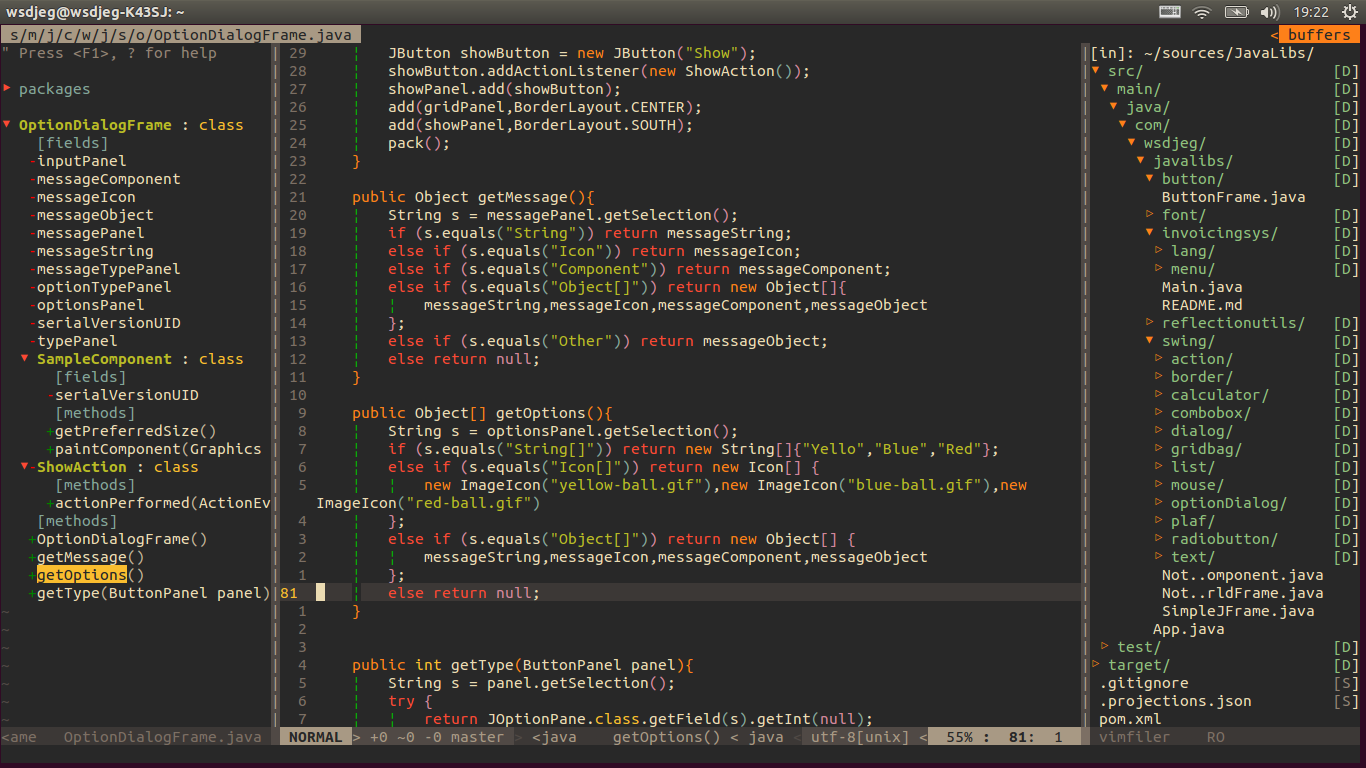 wsdjeg@wsdjeg-K43SJ: ~
19:22
s/m/j/c/w/j/s/o/OptionDialogFrame.java
< buffers
" Press <F1>, ? for help
packages
OptionDialogFrame : class
[fields]
-inputPanel
-messageComponent
-messageIcon
-messageObject
-messagePanel
-messageString
-messageTypePanel
-optionTypePanel
-optionsPanel
-serialVersionUID
-typePanel
SampleComponent : class
[fields]
-serialVersionUID
[methods]
+getPreferredSize()
+paintComponent(Graphics
-ShowAction : class
[methods]
+actionPerformed(ActionEv
[methods]
+OptionDialogFrame()
+getMessage()
+getOptions()
+getType(ButtonPanel panel)
~
~
~
~
~
~
~
29 JButton showButton = new JButton("Show");
28 showButton.addActionListener(new ShowAction());
27 showPanel.add(showButton);
26 add(gridPanel,BorderLayout.CENTER);
25 add(showPanel,BorderLayout.SOUTH);
24 pack();
23 }
22
21 public Object getMessage(){
20 String s = messagePanel.getSelection();
19 if (s.equals("String")) return messageString;
18 else if (s.equals("Icon")) return messageIcon;
17 else if (s.equals("Component")) return messageComponent;
16 else if (s.equals("Object[]")) return new Object[]{
15 messageString,messageIcon,messageComponent,messageObject
14 };
13 else if (s.equals("Other")) return messageObject;
12 else return null;
11 }
10
9 public Object[] getOptions(){
8 String s = optionsPanel.getSelection();
7 if (s.equals("String[]")) return new String[]{"Yello","Blue","Red"};
6 else if (s.equals("Icon[]")) return new Icon[] {
5 new ImageIcon("yellow-ball.gif"),new ImageIcon("blue-ball.gif"),new
ImageIcon("red-ball.gif")
4 };
3 else if (s.equals("Object[]")) return new Object[] {
2 messageString,messageIcon,messageComponent,messageObject
1 };
81 else return null;
1 }
2
3
4 public int getType(ButtonPanel panel){
5 String s = panel.getSelection();
6 try {
7 return JOptionPane.class.getField(s).getInt(null);
[in]: ~/sources/JavaLibs/
src/ [D]
main/ [D]
java/ [D]
com/ [D]
wsdjeg/ [D]
javalibs/ [D]
button/ [D]
ButtonFrame.java
font/ [D]
invoicingsys/ [D]
lang/ [D]
menu/ [D]
Main.java
README.md
reflectionutils/ [D]
swing/ [D]
action/ [D]
border/ [D]
calculator/ [D]
combobox/ [D]
dialog/ [D]
gridbag/ [D]
list/ [D]
mouse/ [D]
optionDialog/ [D]
plaf/ [D]
radiobutton/ [D]
text/ [D]
Not..omponent.java
Not..rldFrame.java
SimpleJFrame.java
App.java
test/ [D]
target/ [D]
.gitignore [S]
.projections.json [S]
pom.xml
<ame OptionDialogFrame.java
NORMAL > +0 ~0 -0 master > <java getOptions() < java < utf-8[unix] < 55% : 81: 1
vimfiler RO